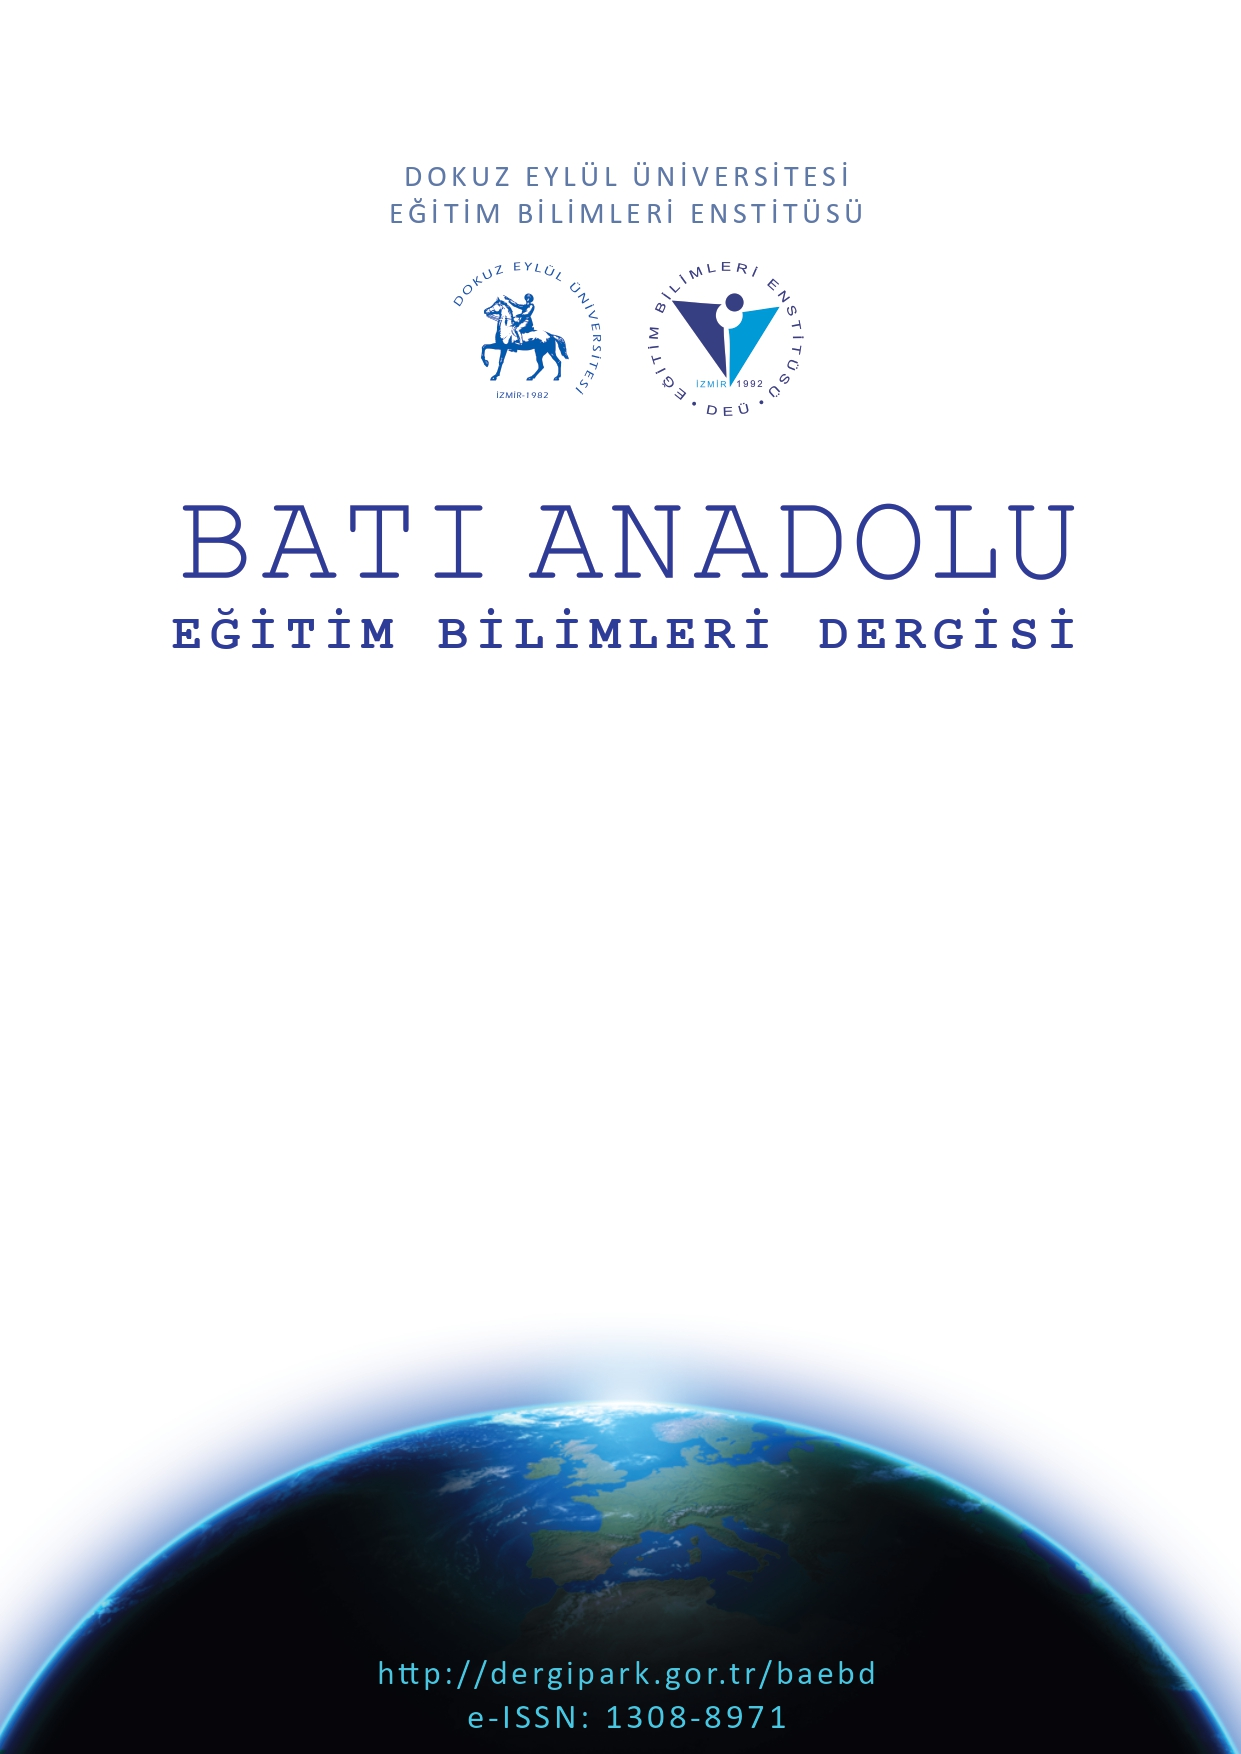 DOKUZ EYLÜL ÜNİVERSİTESİ
EĞİTİM BİLİMLERİ ENSTİTÜSÜ
DOKUZ EYLÜL ÜNİVERSİTESİ
İZMİR-1982
EĞİTİM BİLİMLERİ ENSTİTÜSÜ
İZMİR 1992
• DEÜ •
BATI ANADOLU
EĞİTİM BİLİMLERİ DERGİSİ
http://dergipark.gor.tr/baebd
e-ISSN: 1308-8971